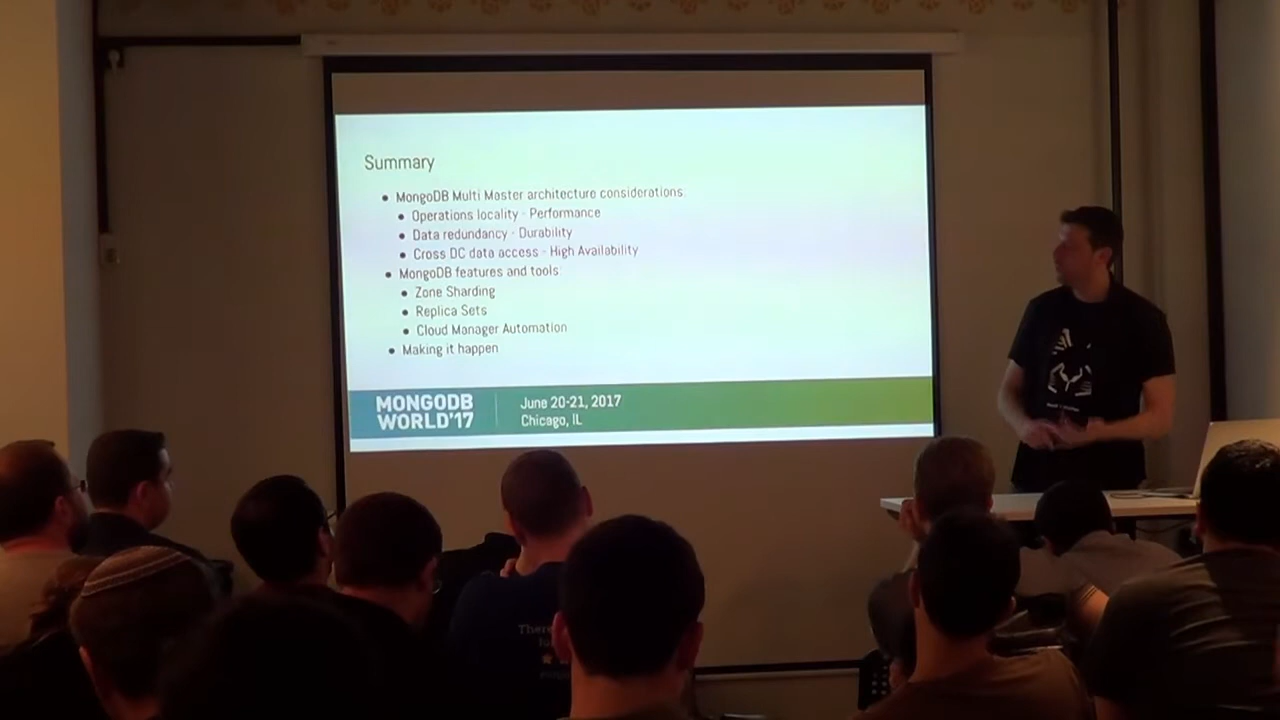 Summary
● MongoDB Multi Master architecture considerations:
● Operations locality - Performance
● Data redundancy - Durability
● Cross DC data access - High Availability
● MongoDB features and tools:
● Zone Sharding
● Replica Sets
● Cloud Manager Automation
● Making it happen
MONGODB
WORLD'17
June 20-21, 2017
Chicago, IL
There